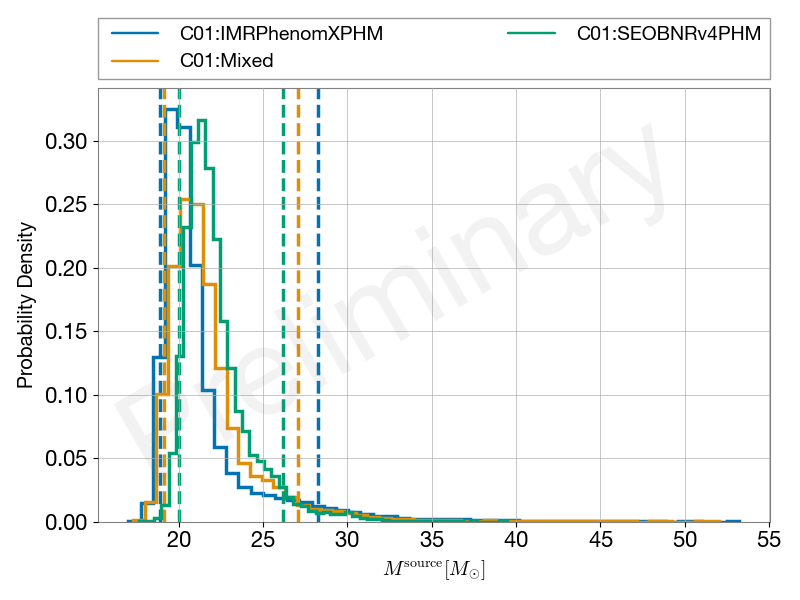 C01:IMRPhenomXPHM
C01:SEOBNRv4PHM
C01:Mixed
0.30
0.25
0.20
0.15
0.10
0.05
0.00
Probability Density
Preliminary
20 25 30 35 40 45 50 55
M^source [M_⊙]